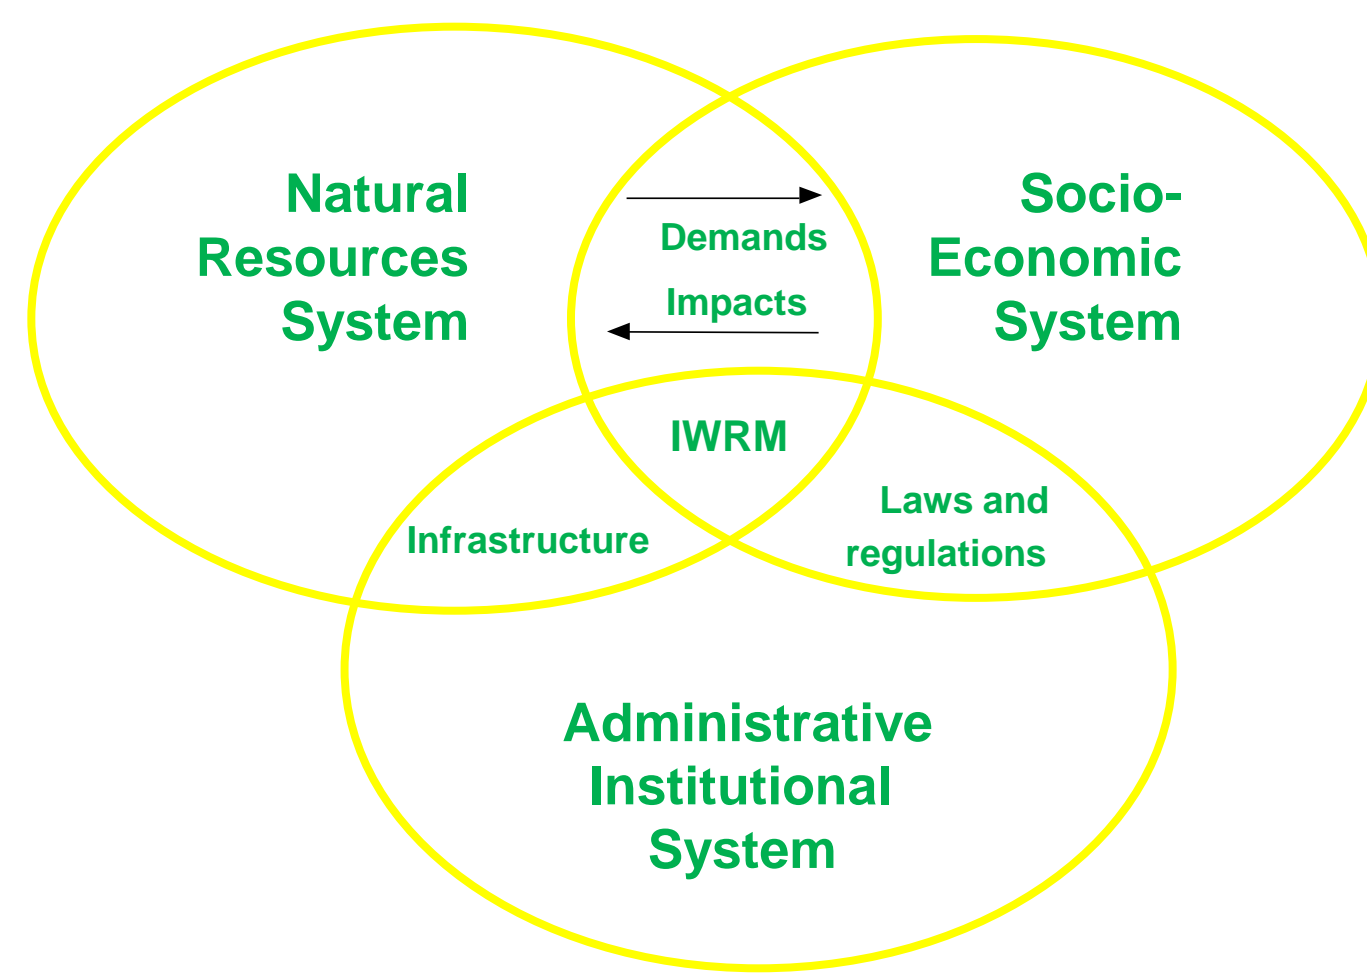 Natural
Resources
System
Demands
Impacts
Socio-
Economic
System
IWRM
Infrastructure
Laws and
regulations
Administrative
Institutional
System